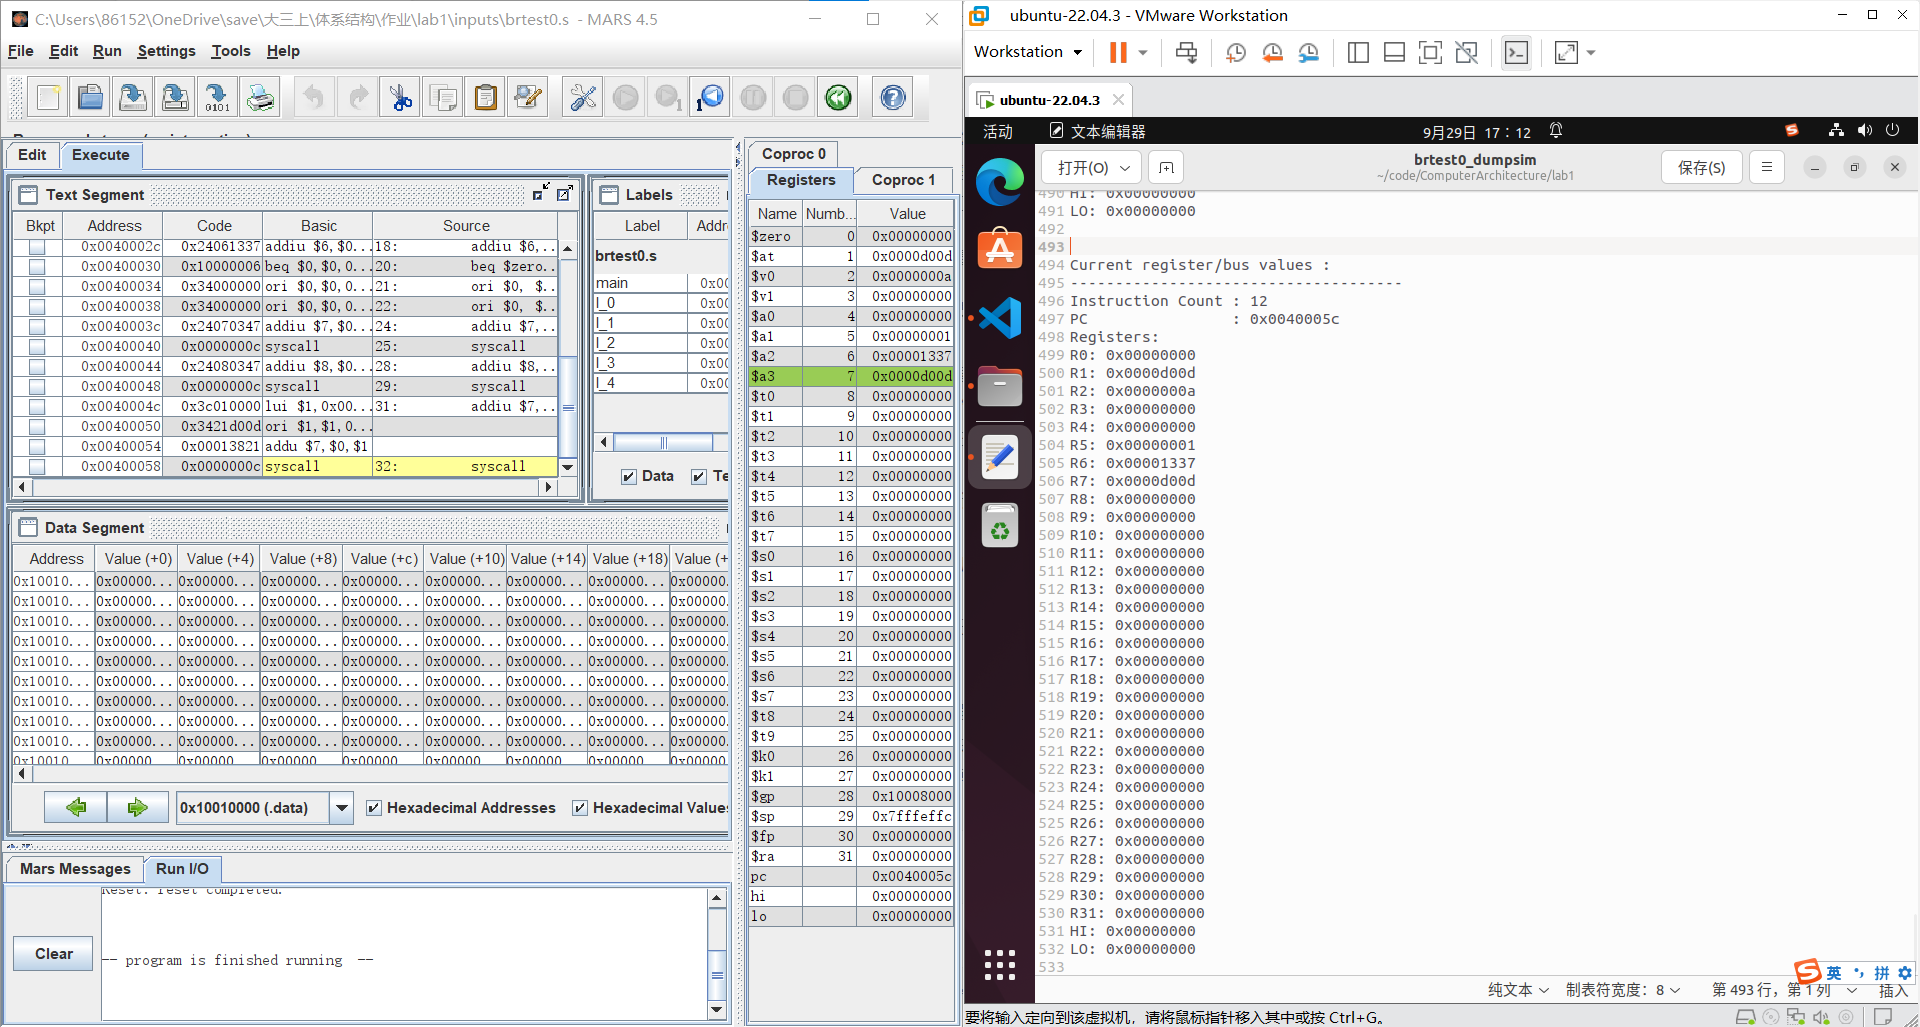 C:\Users\86152\OneDrive\save\大三上\体系结构\作业\lab1\inputs\brtest0.s - MARS 4.5
File Edit Run Settings Tools Help
Edit Execute
Text Segment
Bkpt Address Code Basic Source
0x0040002c 0x24061337 addiu $6,$0... 18: addiu $6,...
0x00400030 0x10000006 beq $0,$0,0... 20: beq $zero...
0x00400034 0x34000000 ori $0,$0,0... 21: ori $0, $...
0x00400038 0x34000000 ori $0,$0,0... 22: ori $0, $...
0x0040003c 0x24070347 addiu $7,$0... 24: addiu $7,...
0x00400040 0x0000000c syscall 25: syscall
0x00400044 0x24080347 addiu $8,$0... 28: addiu $8,...
0x00400048 0x0000000c syscall 29: syscall
0x0040004c 0x3c010000 lui $1,0x00... 31: addiu $7,...
0x00400050 0x3421d00d ori $1,$1,0...
0x00400054 0x00013821 addu $7,$0,$1
0x00400058 0x0000000c syscall 32: syscall
Labels
Label Addr
brtest0.s
main 0x00
l_0 0x00
l_1 0x00
l_2 0x00
l_3 0x00
l_4 0x00
Data Te
Data Segment
Address Value (+0) Value (+4) Value (+8) Value (+c) Value (+10) Value (+14) Value (+18) Value (+
0x10010... 0x00000... 0x00000... 0x00000... 0x00000... 0x00000... 0x00000... 0x00000... 0x00000...
0x10010... 0x00000... 0x00000... 0x00000... 0x00000... 0x00000... 0x00000... 0x00000... 0x00000...
0x10010... 0x00000... 0x00000... 0x00000... 0x00000... 0x00000... 0x00000... 0x00000... 0x00000...
0x10010... 0x00000... 0x00000... 0x00000... 0x00000... 0x00000... 0x00000... 0x00000... 0x00000...
0x10010... 0x00000... 0x00000... 0x00000... 0x00000... 0x00000... 0x00000... 0x00000... 0x00000...
0x10010... 0x00000... 0x00000... 0x00000... 0x00000... 0x00000... 0x00000... 0x00000... 0x00000...
0x10010... 0x00000... 0x00000... 0x00000... 0x00000... 0x00000... 0x00000... 0x00000... 0x00000...
0x10010... 0x00000... 0x00000... 0x00000... 0x00000... 0x00000... 0x00000... 0x00000... 0x00000...
0x10010... 0x00000... 0x00000... 0x00000... 0x00000... 0x00000... 0x00000... 0x00000... 0x00000...
0x10010 0x00000 0x00000 0x00000 0x00000 0x00000 0x00000 0x00000 0x00000
0x10010000 (.data) Hexadecimal Addresses Hexadecimal Values
Mars Messages Run I/O
Reset: reset completed.
Clear
-- program is finished running --
Coproc 0
Registers Coproc 1
Name Numb... Value
$zero 0 0x00000000
$at 1 0x0000d00d
$v0 2 0x0000000a
$v1 3 0x00000000
$a0 4 0x00000000
$a1 5 0x00000001
$a2 6 0x00001337
$a3 7 0x0000d00d
$t0 8 0x00000000
$t1 9 0x00000000
$t2 10 0x00000000
$t3 11 0x00000000
$t4 12 0x00000000
$t5 13 0x00000000
$t6 14 0x00000000
$t7 15 0x00000000
$s0 16 0x00000000
$s1 17 0x00000000
$s2 18 0x00000000
$s3 19 0x00000000
$s4 20 0x00000000
$s5 21 0x00000000
$s6 22 0x00000000
$s7 23 0x00000000
$t8 24 0x00000000
$t9 25 0x00000000
$k0 26 0x00000000
$k1 27 0x00000000
$gp 28 0x10008000
$sp 29 0x7fffeffc
$fp 30 0x00000000
$ra 31 0x00000000
pc 0x0040005c
hi 0x00000000
lo 0x00000000
ubuntu-22.04.3 - VMware Workstation
Workstation
ubuntu-22.04.3
活动 文本编辑器 9月29日 17：12
打开(O) brtest0_dumpsim 保存(S)
~/code/ComputerArchitecture/lab1
490 HI: 0x00000000
491 LO: 0x00000000
492
493
494 Current register/bus values :
495 -------------------------------------
496 Instruction Count : 12
497 PC : 0x0040005c
498 Registers:
499 R0: 0x00000000
500 R1: 0x0000d00d
501 R2: 0x0000000a
502 R3: 0x00000000
503 R4: 0x00000000
504 R5: 0x00000001
505 R6: 0x00001337
506 R7: 0x0000d00d
507 R8: 0x00000000
508 R9: 0x00000000
509 R10: 0x00000000
510 R11: 0x00000000
511 R12: 0x00000000
512 R13: 0x00000000
513 R14: 0x00000000
514 R15: 0x00000000
515 R16: 0x00000000
516 R17: 0x00000000
517 R18: 0x00000000
518 R19: 0x00000000
519 R20: 0x00000000
520 R21: 0x00000000
521 R22: 0x00000000
522 R23: 0x00000000
523 R24: 0x00000000
524 R25: 0x00000000
525 R26: 0x00000000
526 R27: 0x00000000
527 R28: 0x00000000
528 R29: 0x00000000
529 R30: 0x00000000
530 R31: 0x00000000
531 HI: 0x00000000
532 LO: 0x00000000
533
英 拼
纯文本 制表符宽度：8 第 493 行，第 1 列 插入
要将输入定向到该虚拟机，请将鼠标指针移入其中或按 Ctrl+G。